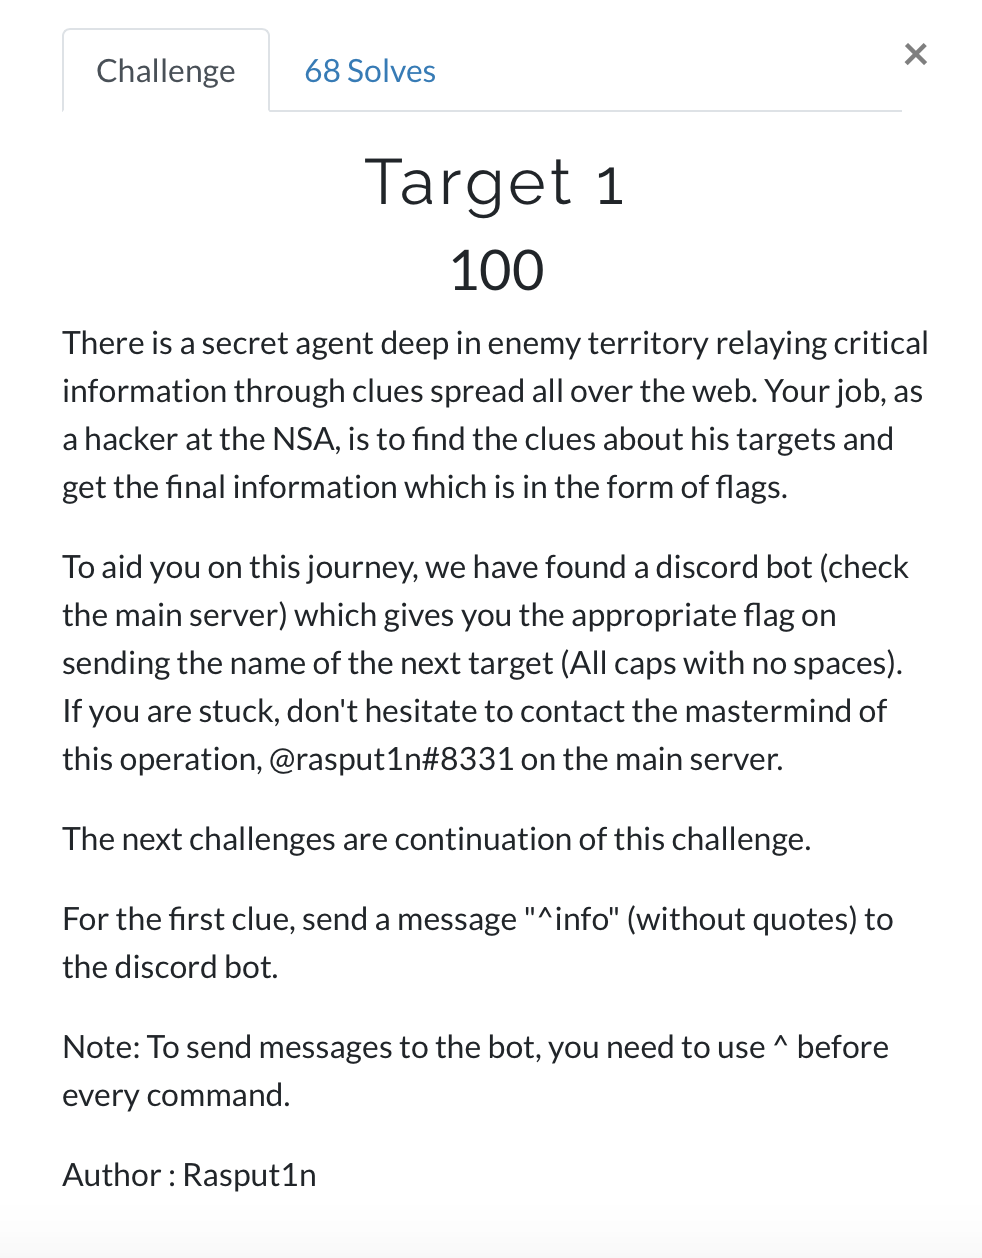 Challenge
68 Solves
×
Target 1
100
There is a secret agent deep in enemy territory relaying critical
information through clues spread all over the web. Your job, as
a hacker at the NSA, is to find the clues about his targets and
get the final information which is in the form of flags.
To aid you on this journey, we have found a discord bot (check
the main server) which gives you the appropriate flag on
sending the name of the next target (All caps with no spaces).
If you are stuck, don't hesitate to contact the mastermind of
this operation, @rasput1n#8331 on the main server.
The next challenges are continuation of this challenge.
For the first clue, send a message "^info" (without quotes) to
the discord bot.
Note: To send messages to the bot, you need to use ^ before
every command.
Author : Rasput1n